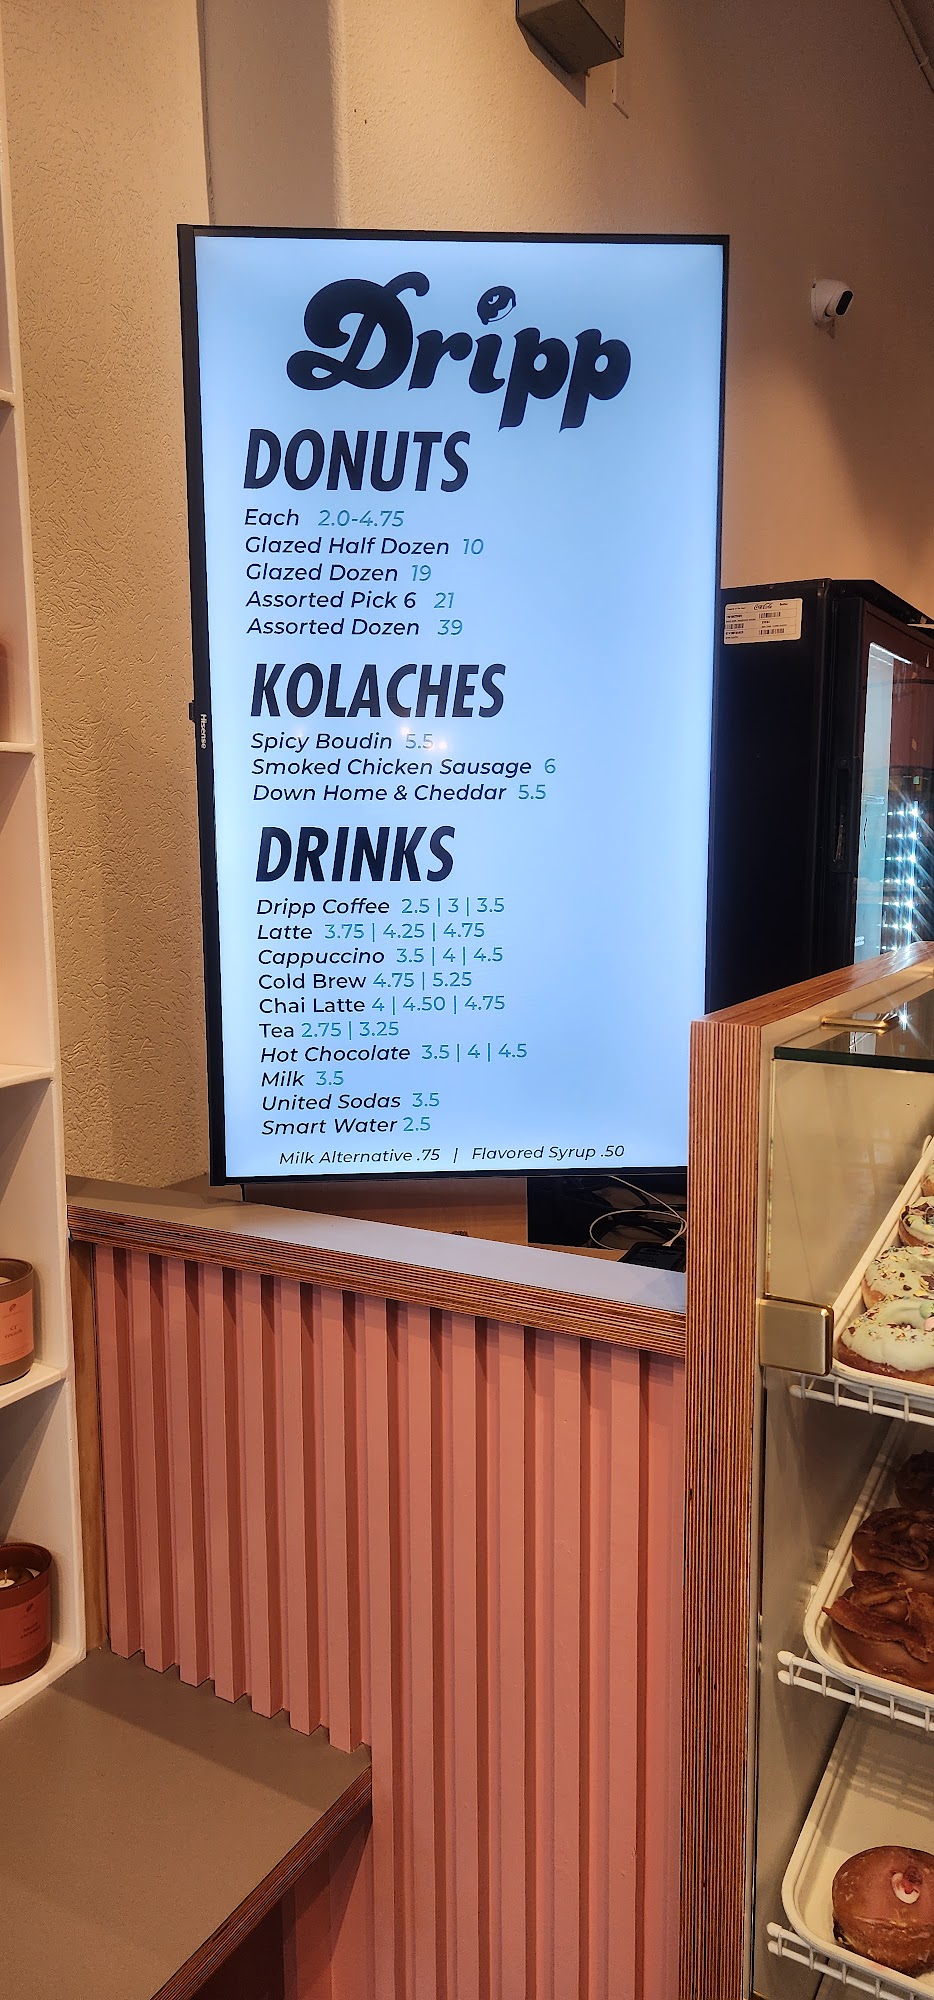 Dripp
DONUTS
Each 2.0-4.75
Glazed Half Dozen 10
Glazed Dozen 19
Assorted Pick 6 21
Assorted Dozen 39
KOLACHES
Spicy Boudin 5.5
Smoked Chicken Sausage 6
Down Home & Cheddar 5.5
DRINKS
Dripp Coffee 2.5 | 3 | 3.5
Latte 3.75 | 4.25 | 4.75
Cappuccino 3.5 | 4 | 4.5
Cold Brew 4.75 | 5.25
Chai Latte 4 | 4.50 | 4.75
Tea 2.75 | 3.25
Hot Chocolate 3.5 | 4 | 4.5
Milk 3.5
United Sodas 3.5
Smart Water 2.5
Milk Alternative .75 | Flavored Syrup .50
Hisense
Coca-Cola